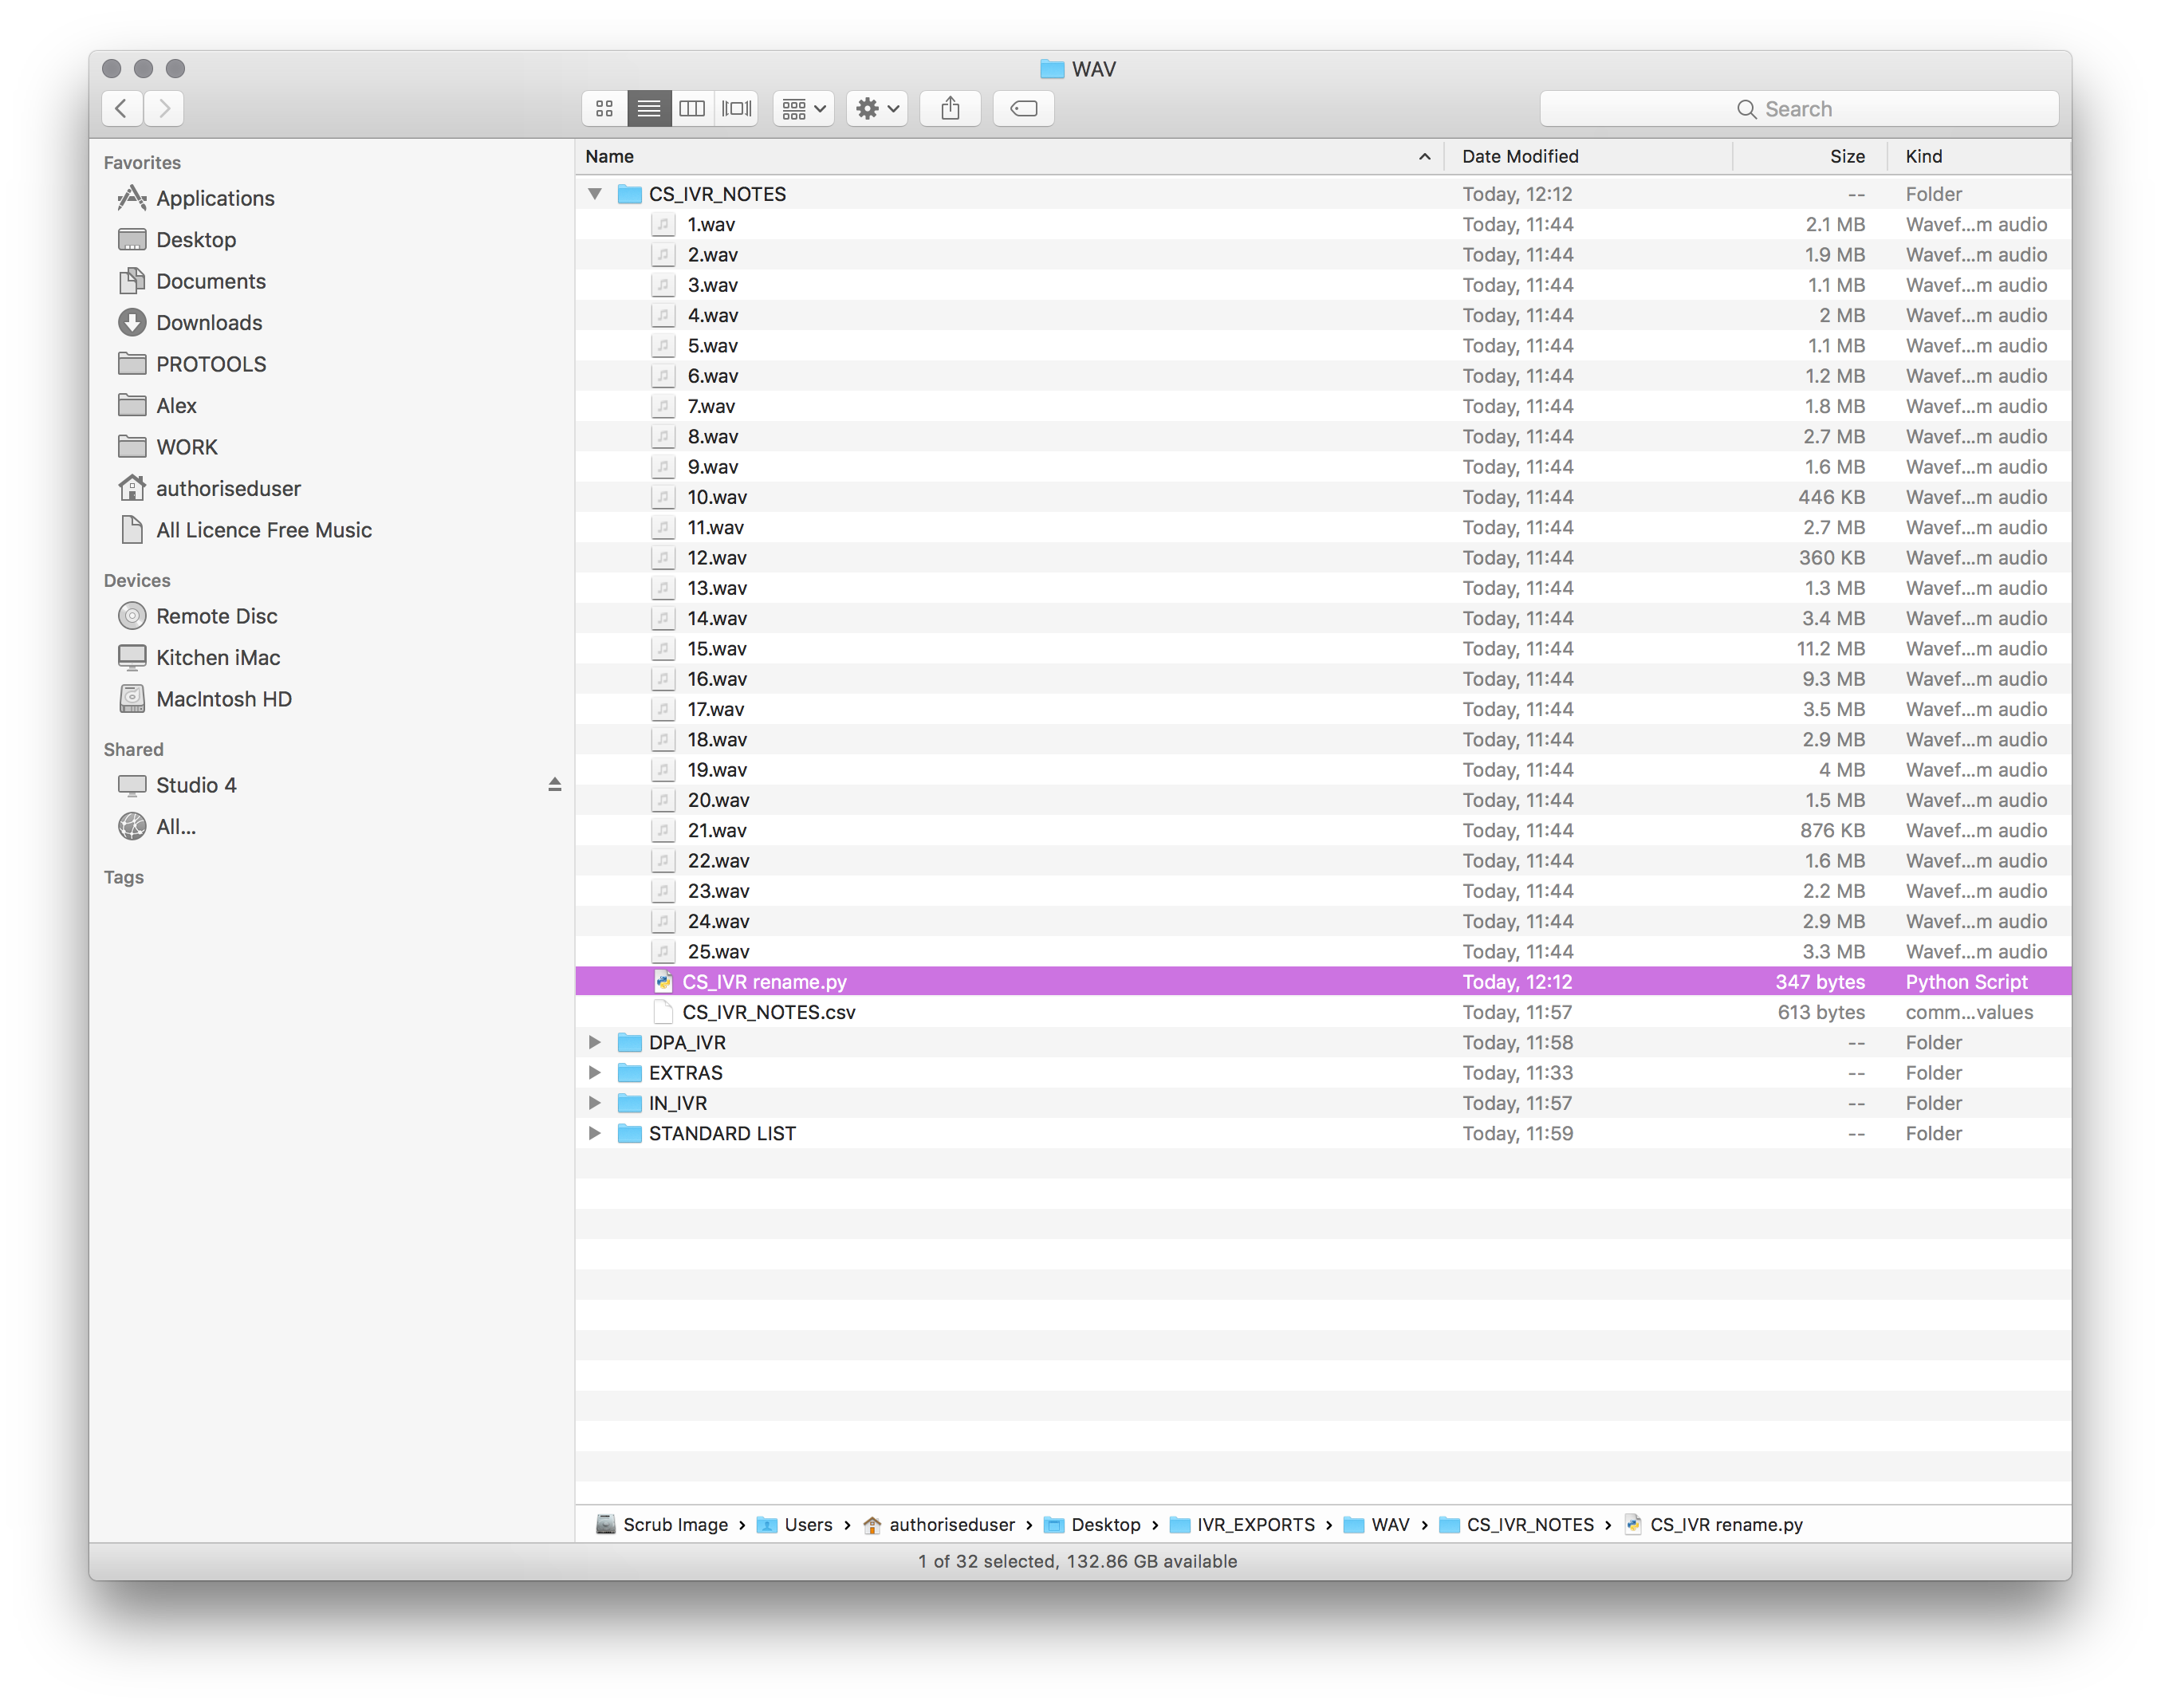 WAV
Search
Favorites
Applications
Desktop
Documents
Downloads
PROTOOLS
Alex
WORK
authoriseduser
All Licence Free Music
Devices
Remote Disc
Kitchen iMac
MacIntosh HD
Shared
Studio 4
All...
Tags
Name Date Modified Size Kind
CS_IVR_NOTES Today, 12:12 -- Folder
1.wav Today, 11:44 2.1 MB Wavef...m audio
2.wav Today, 11:44 1.9 MB Wavef...m audio
3.wav Today, 11:44 1.1 MB Wavef...m audio
4.wav Today, 11:44 2 MB Wavef...m audio
5.wav Today, 11:44 1.1 MB Wavef...m audio
6.wav Today, 11:44 1.2 MB Wavef...m audio
7.wav Today, 11:44 1.8 MB Wavef...m audio
8.wav Today, 11:44 2.7 MB Wavef...m audio
9.wav Today, 11:44 1.6 MB Wavef...m audio
10.wav Today, 11:44 446 KB Wavef...m audio
11.wav Today, 11:44 2.7 MB Wavef...m audio
12.wav Today, 11:44 360 KB Wavef...m audio
13.wav Today, 11:44 1.3 MB Wavef...m audio
14.wav Today, 11:44 3.4 MB Wavef...m audio
15.wav Today, 11:44 11.2 MB Wavef...m audio
16.wav Today, 11:44 9.3 MB Wavef...m audio
17.wav Today, 11:44 3.5 MB Wavef...m audio
18.wav Today, 11:44 2.9 MB Wavef...m audio
19.wav Today, 11:44 4 MB Wavef...m audio
20.wav Today, 11:44 1.5 MB Wavef...m audio
21.wav Today, 11:44 876 KB Wavef...m audio
22.wav Today, 11:44 1.6 MB Wavef...m audio
23.wav Today, 11:44 2.2 MB Wavef...m audio
24.wav Today, 11:44 2.9 MB Wavef...m audio
25.wav Today, 11:44 3.3 MB Wavef...m audio
CS_IVR rename.py Today, 12:12 347 bytes Python Script
CS_IVR_NOTES.csv Today, 11:57 613 bytes comm...values
DPA_IVR Today, 11:58 -- Folder
EXTRAS Today, 11:33 -- Folder
IN_IVR Today, 11:57 -- Folder
STANDARD LIST Today, 11:59 -- Folder
Scrub Image › Users › authoriseduser › Desktop › IVR_EXPORTS › WAV › CS_IVR_NOTES › CS_IVR rename.py
1 of 32 selected, 132.86 GB available